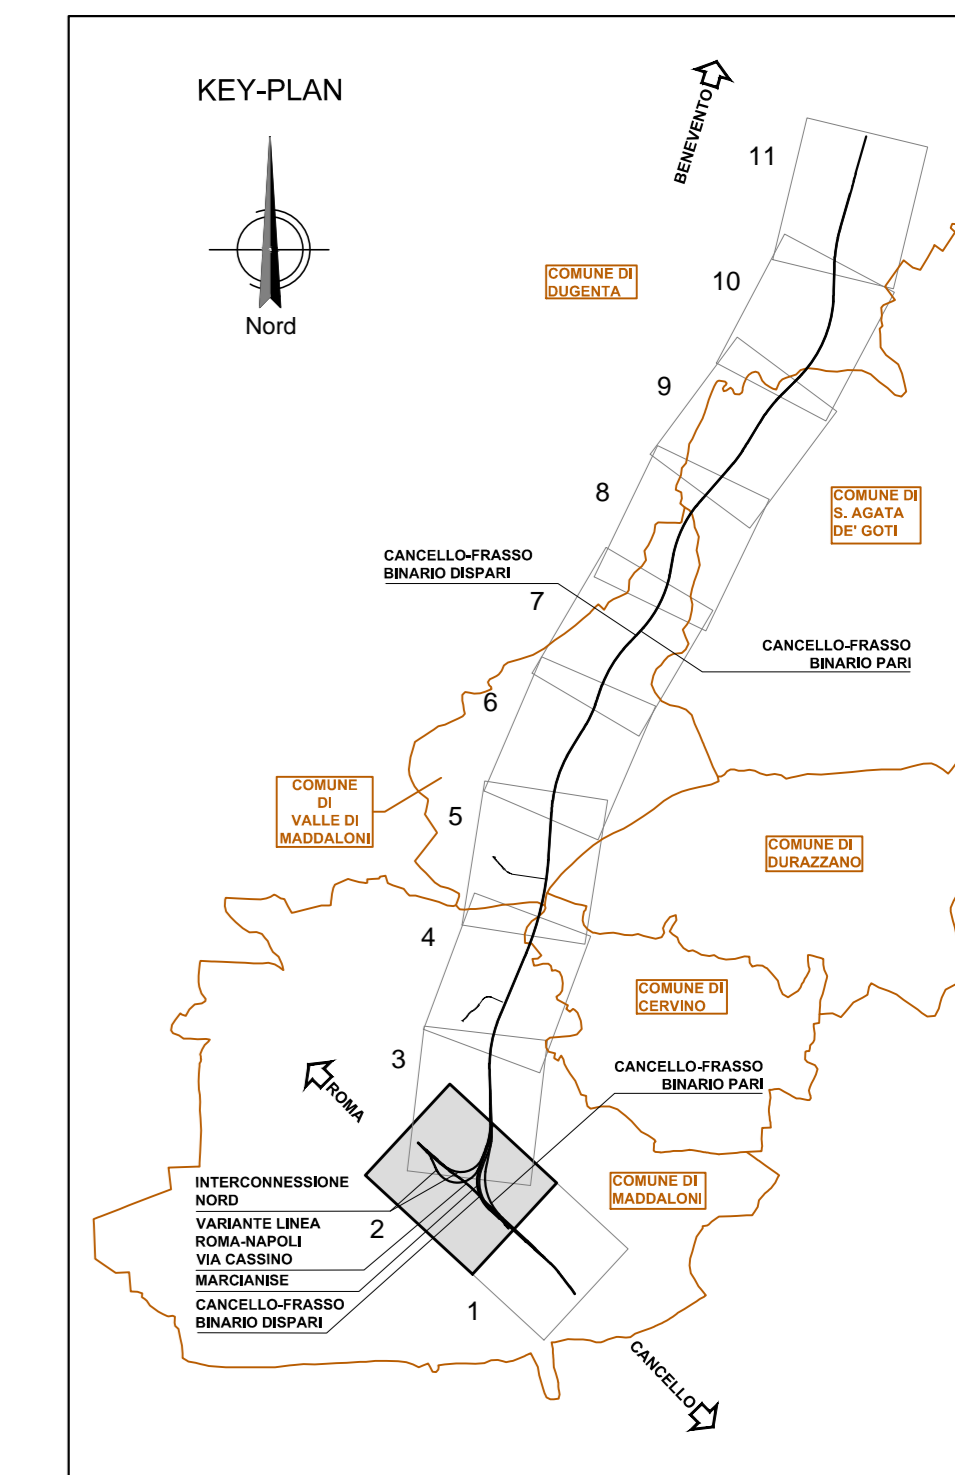 KEY-PLAN
Nord
BENEVENTO
11
10
COMUNE DI
DUGENTA
9
8
COMUNE DI
S. AGATA
DE' GOTI
CANCELLO-FRASSO
BINARIO DISPARI
7
CANCELLO-FRASSO
BINARIO PARI
6
COMUNE
DI
VALLE DI
MADDALONI
5
COMUNE DI
DURAZZANO
4
COMUNE DI
CERVINO
3
CANCELLO-FRASSO
BINARIO PARI
ROMA
INTERCONNESSIONE
NORD
COMUNE DI
MADDALONI
2
VARIANTE LINEA
ROMA-NAPOLI
VIA CASSINO
MARCIANISE
CANCELLO-FRASSO
BINARIO DISPARI
1
CANCELLO